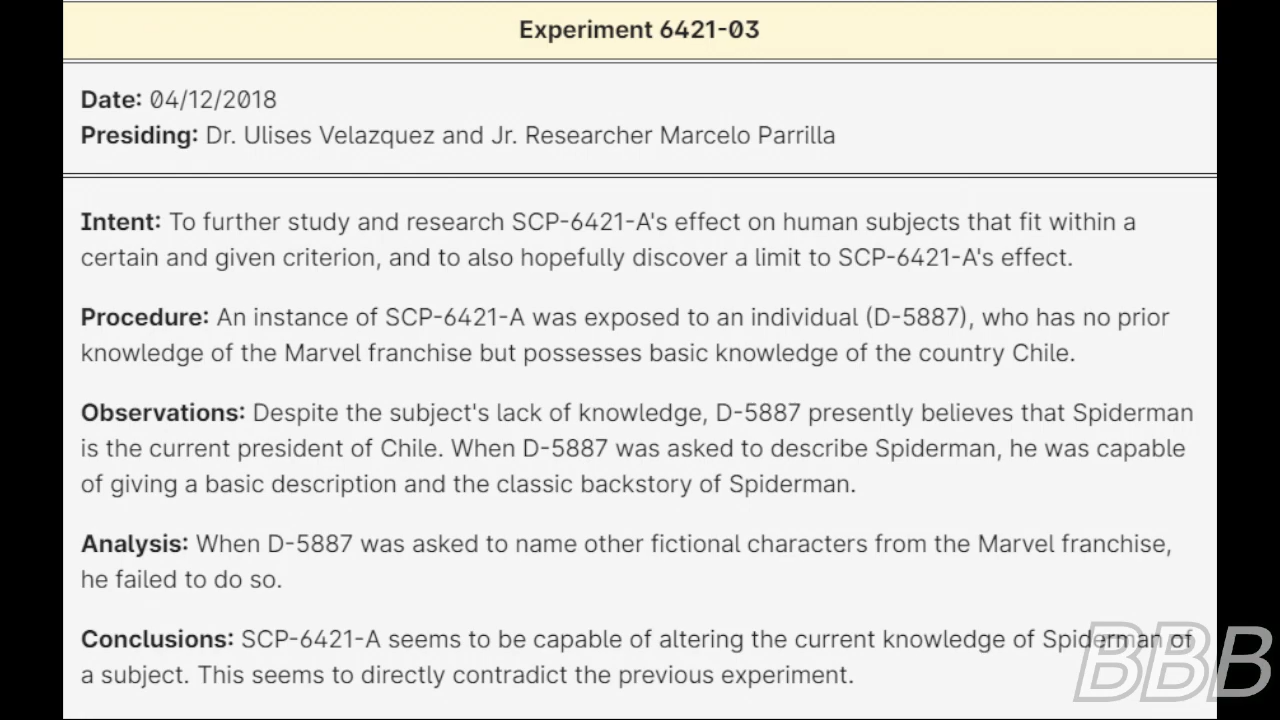 Experiment 6421-03
Date: 04/12/2018
Presiding: Dr. Ulises Velazquez and Jr. Researcher Marcelo Parrilla
Intent: To further study and research SCP-6421-A's effect on human subjects that fit within a
certain and given criterion, and to also hopefully discover a limit to SCP-6421-A's effect.
Procedure: An instance of SCP-6421-A was exposed to an individual (D-5887), who has no prior
knowledge of the Marvel franchise but possesses basic knowledge of the country Chile.
Observations: Despite the subject's lack of knowledge, D-5887 presently believes that Spiderman
is the current president of Chile. When D-5887 was asked to describe Spiderman, he was capable
of giving a basic description and the classic backstory of Spiderman.
Analysis: When D-5887 was asked to name other fictional characters from the Marvel franchise,
he failed to do so.
Conclusions: SCP-6421-A seems to be capable of altering the current knowledge of Spiderman of
a subject. This seems to directly contradict the previous experiment.
BBB